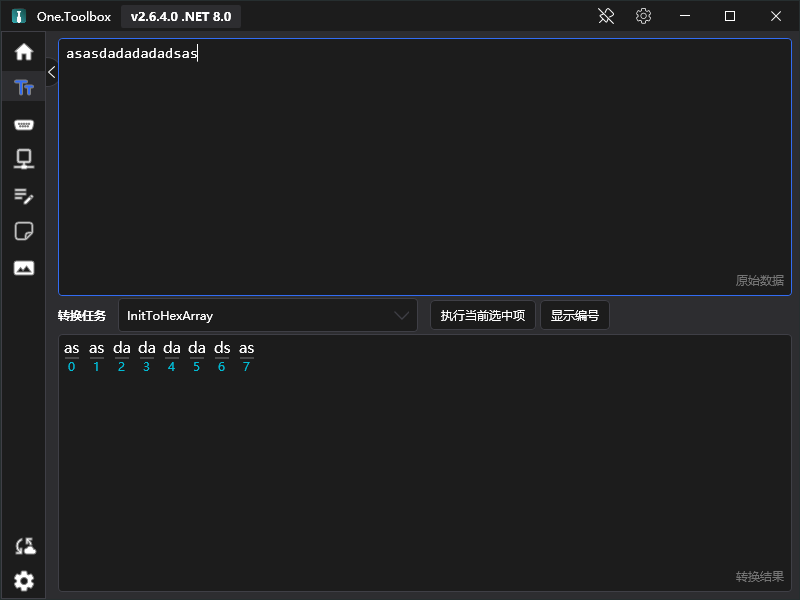 One.Toolbox v2.6.4.0 .NET 8.0
asasdadadadadsas
原始数据
转换任务 InitToHexArray 执行当前选中项 显示编号
as as da da da da ds as
0 1 2 3 4 5 6 7
转换结果